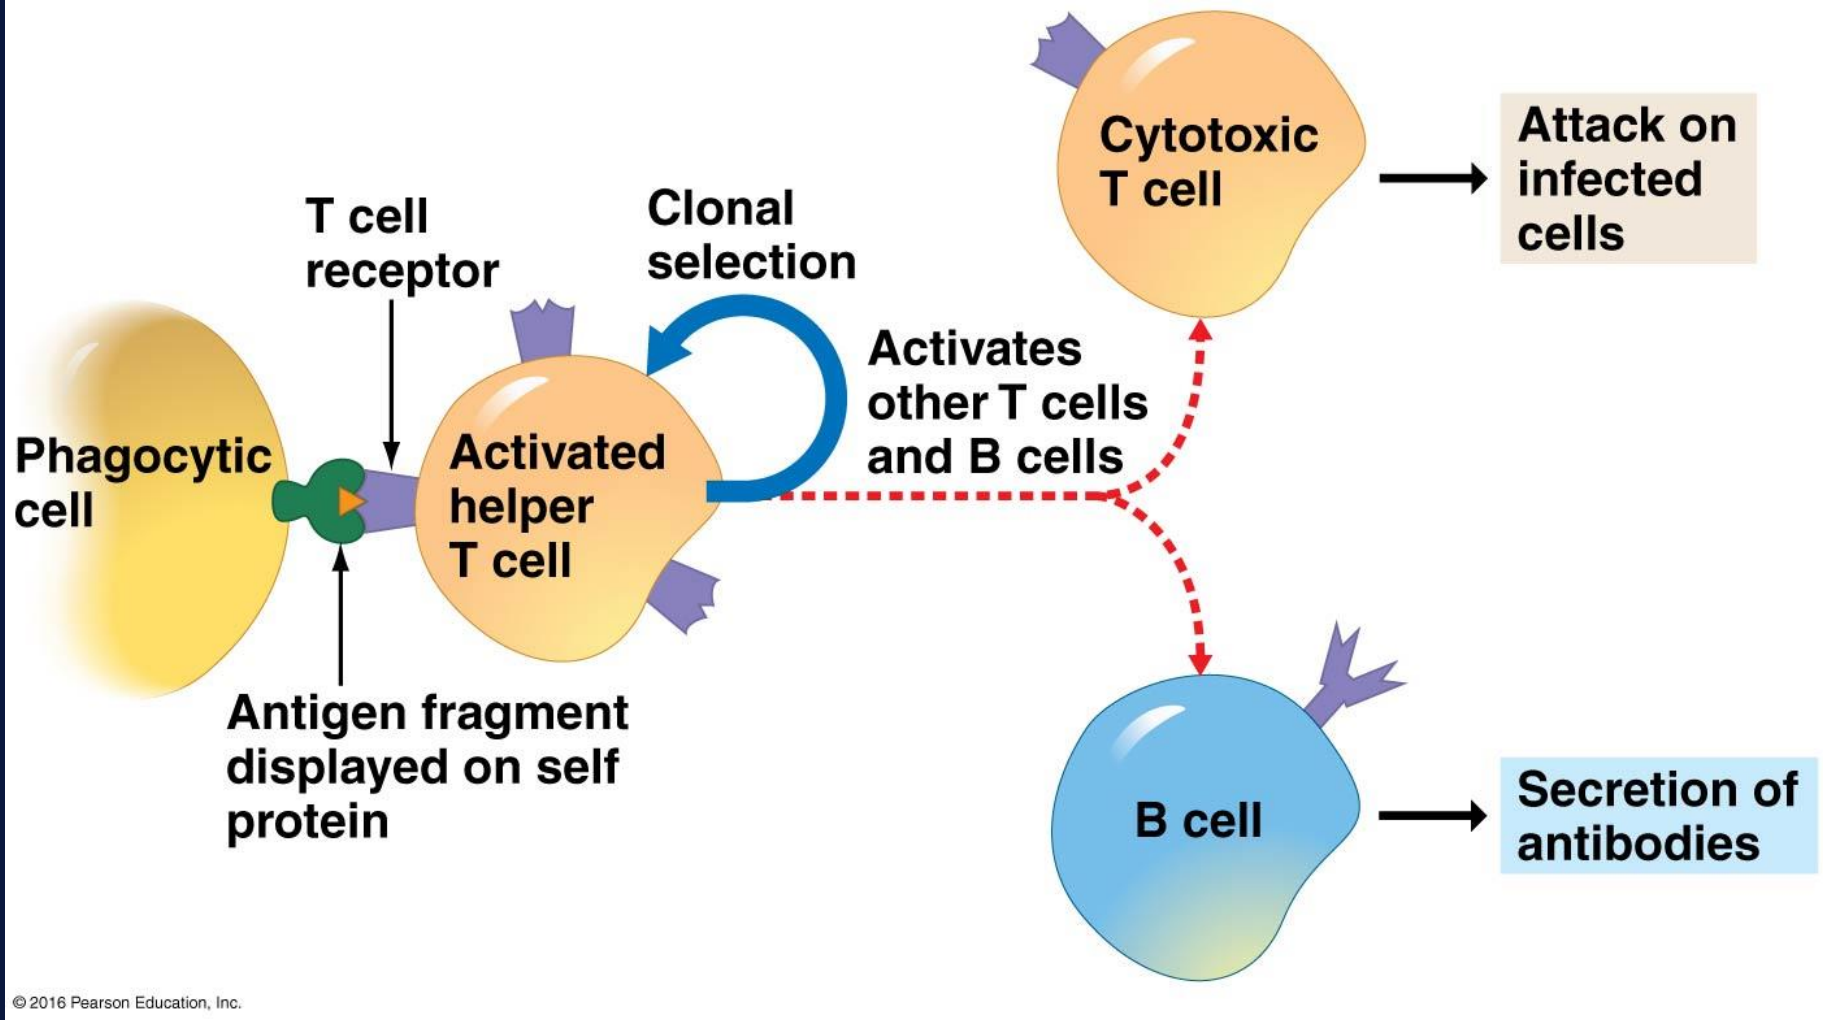 T cell
receptor
Clonal
selection
Phagocytic
cell
Activated
helper
T cell
Antigen fragment
displayed on self
protein
Activates
other T cells
and B cells
Cytotoxic
T cell
Attack on
infected
cells
B cell
Secretion of
antibodies
© 2016 Pearson Education, Inc.